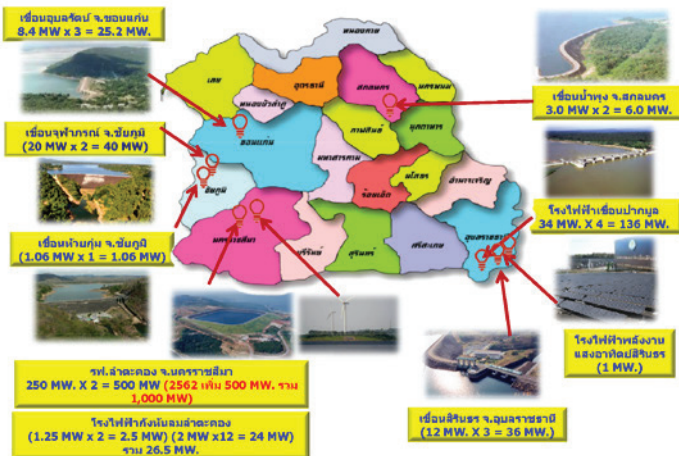 เขื่อนอุบลรัตน์ จ.ขอนแก่น
8.4 MW x 3 = 25.2 MW.
เขื่อนจุฬาภรณ์ จ.ชัยภูมิ
(20 MW x 2 = 40 MW)
เขื่อนห้วยกุ่ม จ.ชัยภูมิ
(1.06 MW x 1 = 1.06 MW)
รฟ.ลำตะคอง จ.นครราชสีมา
250 MW. X 2 = 500 MW (2562 เพิ่ม 500 MW. รวม
1,000 MW)
โรงไฟฟ้ากังหันลมลำตะคอง
(1.25 MW x 2 = 2.5 MW) (2 MW x12 = 24 MW)
รวม 26.5 MW.
หนองคาย
เลย
อุดรธานี
สกลนคร
นครพนม
หนองบัวลำภู
ขอนแก่น
กาฬสินธุ์
มุกดาหาร
มหาสารคาม
ชัยภูมิ
ร้อยเอ็ด
ยโสธร
อำนาจเจริญ
นครราชสีมา
บุรีรัมย์
สุรินทร์
ศรีสะเกษ
อุบลราชธานี
เขื่อนน้ำพุง จ.สกลนคร
3.0 MW x 2 = 6.0 MW.
โรงไฟฟ้าเขื่อนปากมูล
34 MW. X 4 = 136 MW.
โรงไฟฟ้าพลังงาน
แสงอาทิตย์สิรินธร
(1 MW.)
เขื่อนสิรินธร จ.อุบลราชธานี
(12 MW. X 3 = 36 MW.)